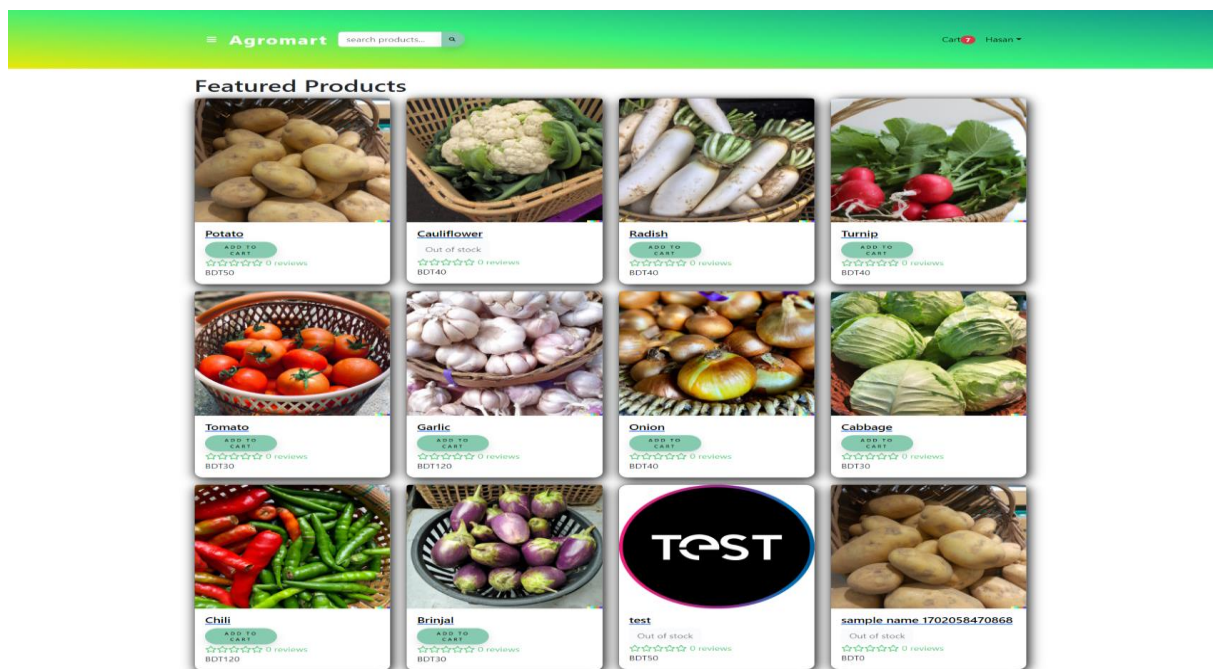 Agromart search products... Cart 7 Hasan
Featured Products
Potato
ADD TO
CART
0 reviews
BDT50
Cauliflower
Out of stock
0 reviews
BDT40
Radish
ADD TO
CART
0 reviews
BDT40
Turnip
ADD TO
CART
0 reviews
BDT40
Tomato
ADD TO
CART
0 reviews
BDT30
Garlic
ADD TO
CART
0 reviews
BDT120
Onion
ADD TO
CART
0 reviews
BDT40
Cabbage
ADD TO
CART
0 reviews
BDT30
Chili
ADD TO
CART
0 reviews
BDT120
Brinjal
ADD TO
CART
0 reviews
BDT30
TEST
test
Out of stock
0 reviews
BDT50
sample name 1702058470868
Out of stock
0 reviews
BDT0